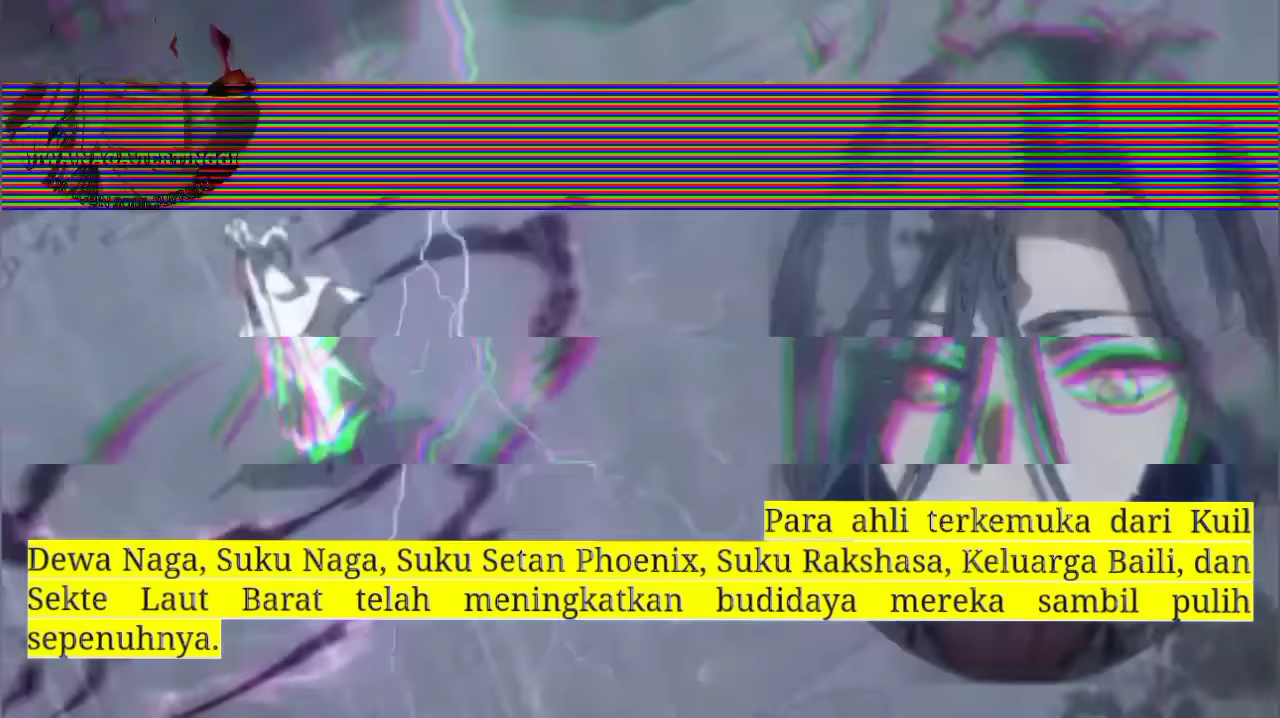 Para ahli terkemuka dari Kuil
Dewa Naga, Suku Naga, Suku Setan Phoenix, Suku Rakshasa, Keluarga Baili, dan
Sekte Laut Barat telah meningkatkan budidaya mereka sambil pulih
sepenuhnya.